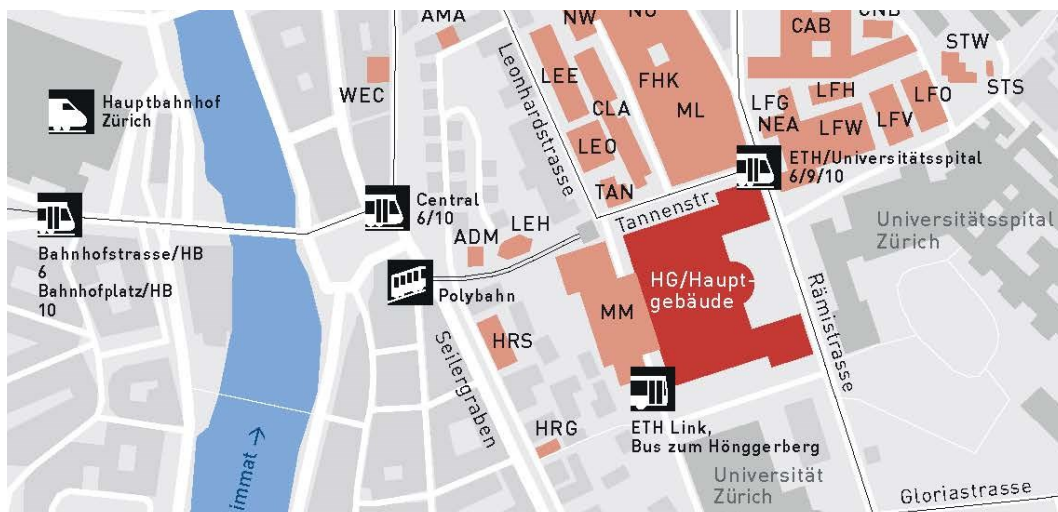 AMA
NW
CAB
STW
STS
WEC
Leonhardstrasse
LEE
FHK
CLA
ML
LEO
TAN
LFG
NEA
LFH
LFW
LFV
LFO
Hauptbahnhof
Zürich
ETH/Universitätsspital
6/9/10
Central
6/10
Tannenstr.
Universitätsspital
Zürich
Bahnhofstrasse/HB
6
Bahnhofplatz/HB
10
ADM
LEH
Polybahn
HG/Haupt-
gebäude
MM
Rämistrasse
HRS
Seilergraben
HRG
ETH Link,
Bus zum Hönggerberg
Universität
Zürich
Gloriastrasse
immat →